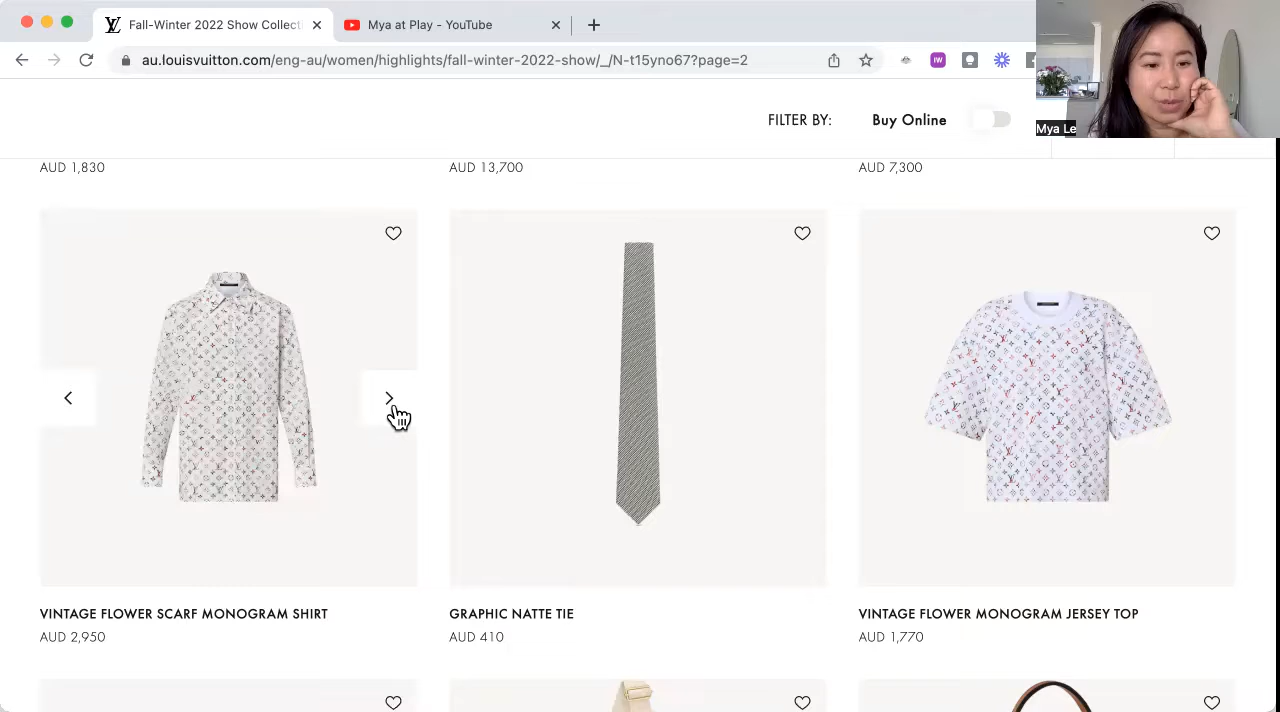 Fall-Winter 2022 Show Collecti
Mya at Play - YouTube
au.louisvuitton.com/eng-au/women/highlights/fall-winter-2022-show/_/N-t15yno67?page=2
IW
FILTER BY:
Buy Online
Mya Le
AUD 1,830
AUD 13,700
AUD 7,300
VINTAGE FLOWER SCARF MONOGRAM SHIRT
GRAPHIC NATTE TIE
VINTAGE FLOWER MONOGRAM JERSEY TOP
AUD 2,950
AUD 410
AUD 1,770